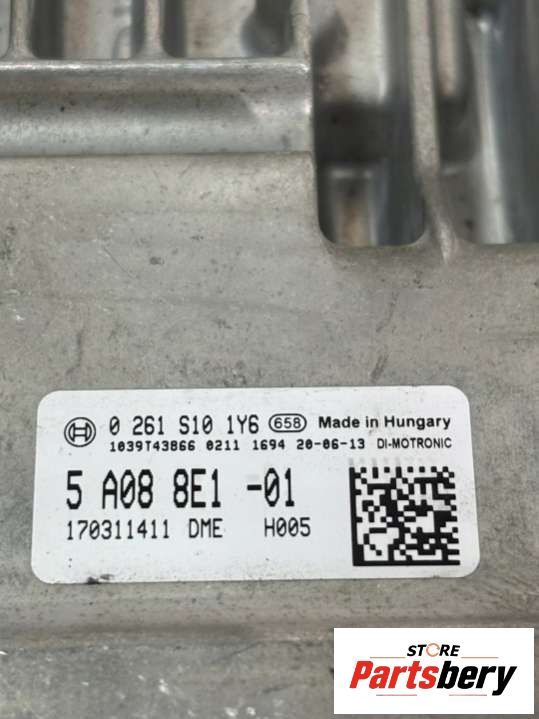 0 261 S10 1Y6 658 Made in Hungary
1039T43866 0211 1694 20-06-13 DI-MOTRONIC
5 A08 8E1 -01
170311411 DME H005
STORE
Partsbery